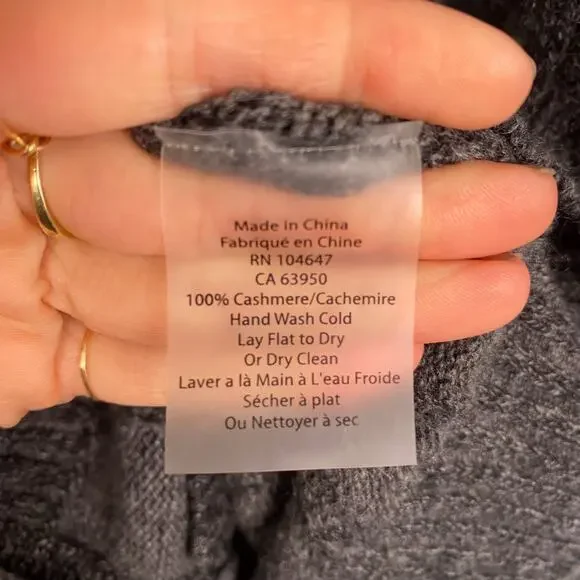 Made in China
Fabriqué en Chine
RN 104647
CA 63950
100% Cashmere/Cachemire
Hand Wash Cold
Lay Flat to Dry
Or Dry Clean
Laver a là Main à L'eau Froide
Sécher à plat
Ou Nettoyer à sec